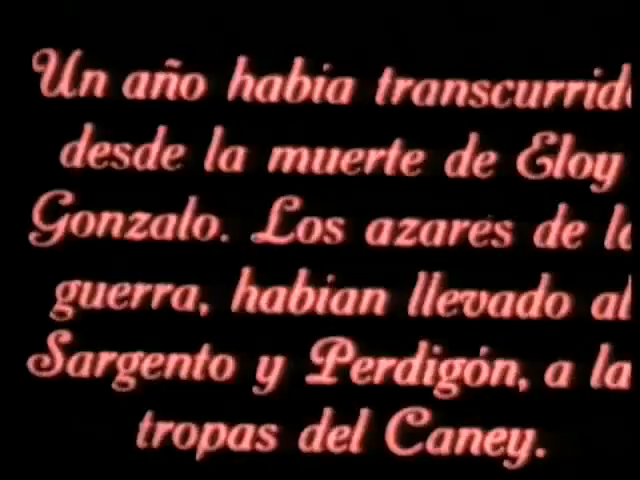 Un año habia transcurrid
desde la muerte de Eloy
Gonzalo. Los azares de l
guerra, habian llevado al
Sargento y Perdigón, a la
tropas del Caney.